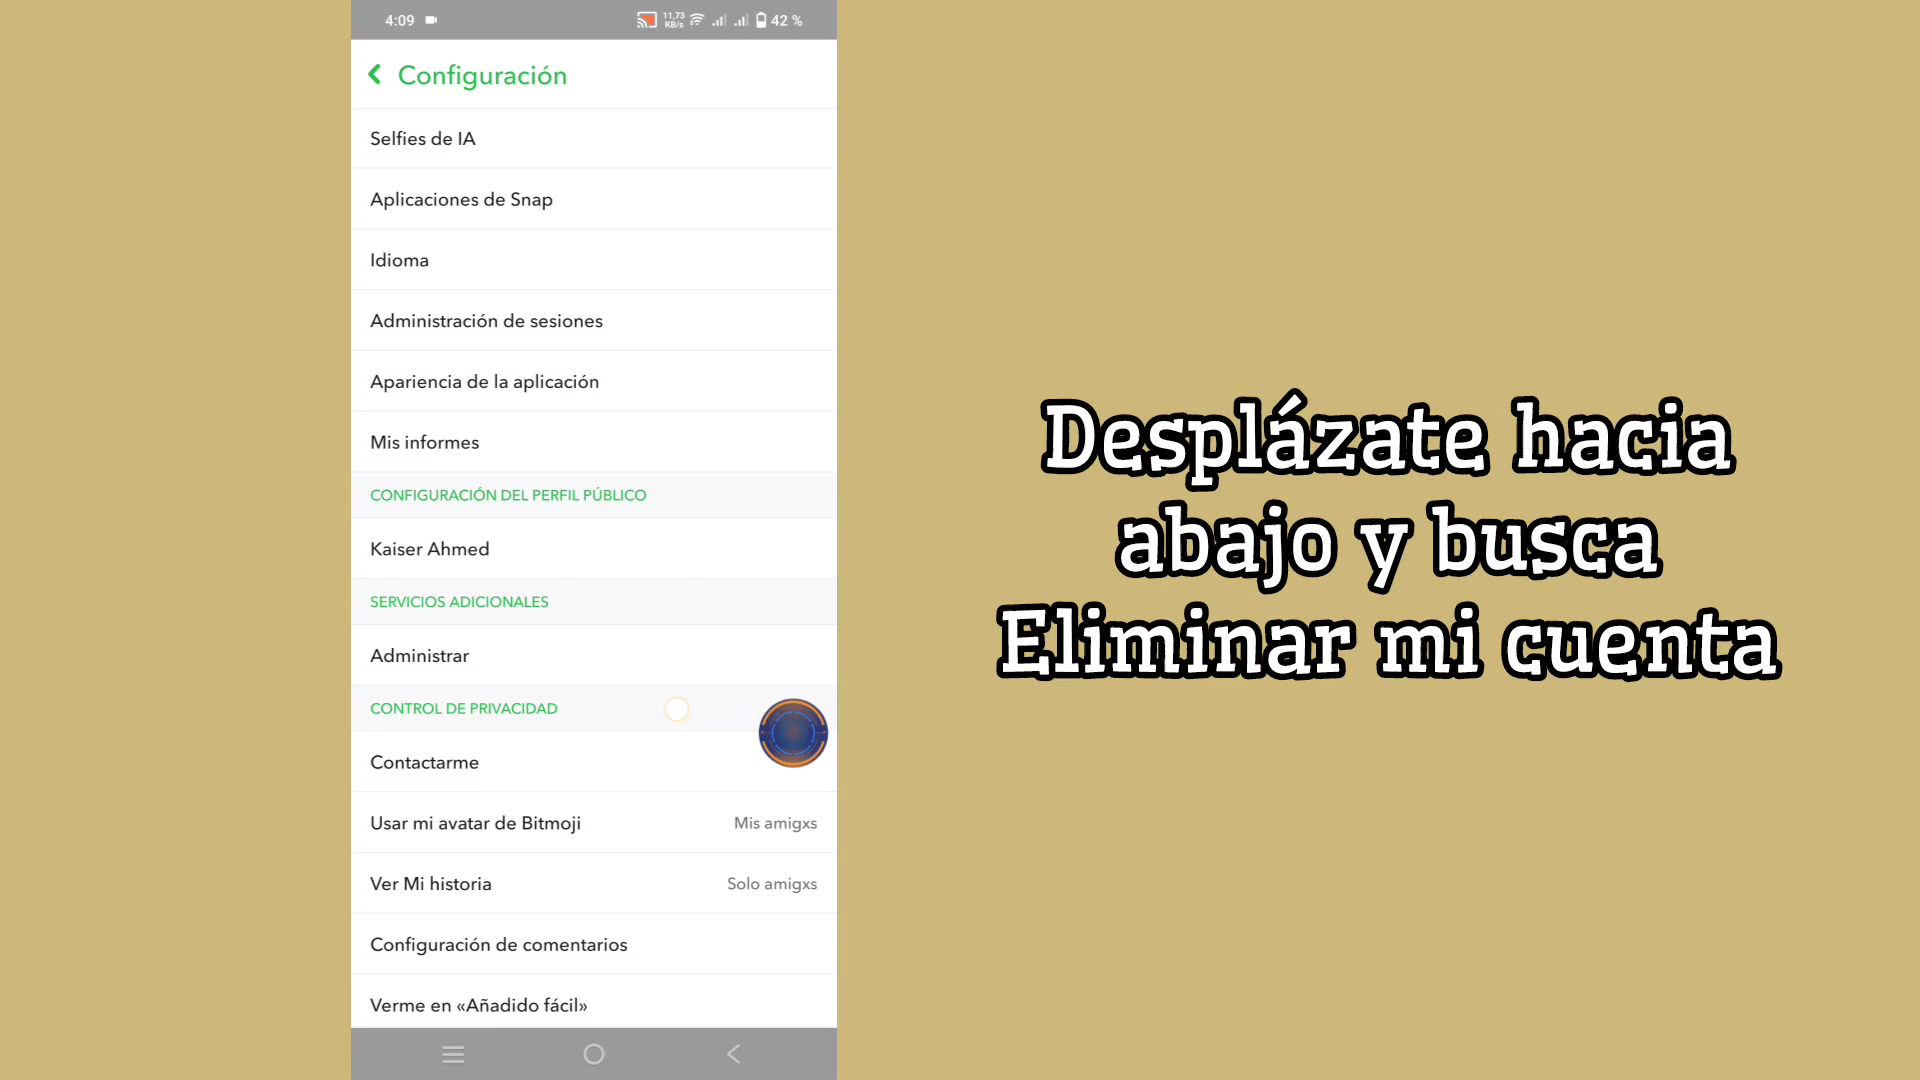 4:09
11,73
KB/s
42 %
Configuración
Selfies de IA
Aplicaciones de Snap
Idioma
Administración de sesiones
Apariencia de la aplicación
Mis informes
CONFIGURACIÓN DEL PERFIL PÚBLICO
Kaiser Ahmed
SERVICIOS ADICIONALES
Administrar
CONTROL DE PRIVACIDAD
Contactarme
Usar mi avatar de Bitmoji Mis amigxs
Ver Mi historia Solo amigxs
Configuración de comentarios
Verme en «Añadido fácil»
Desplázate hacia
abajo y busca
Eliminar mi cuenta